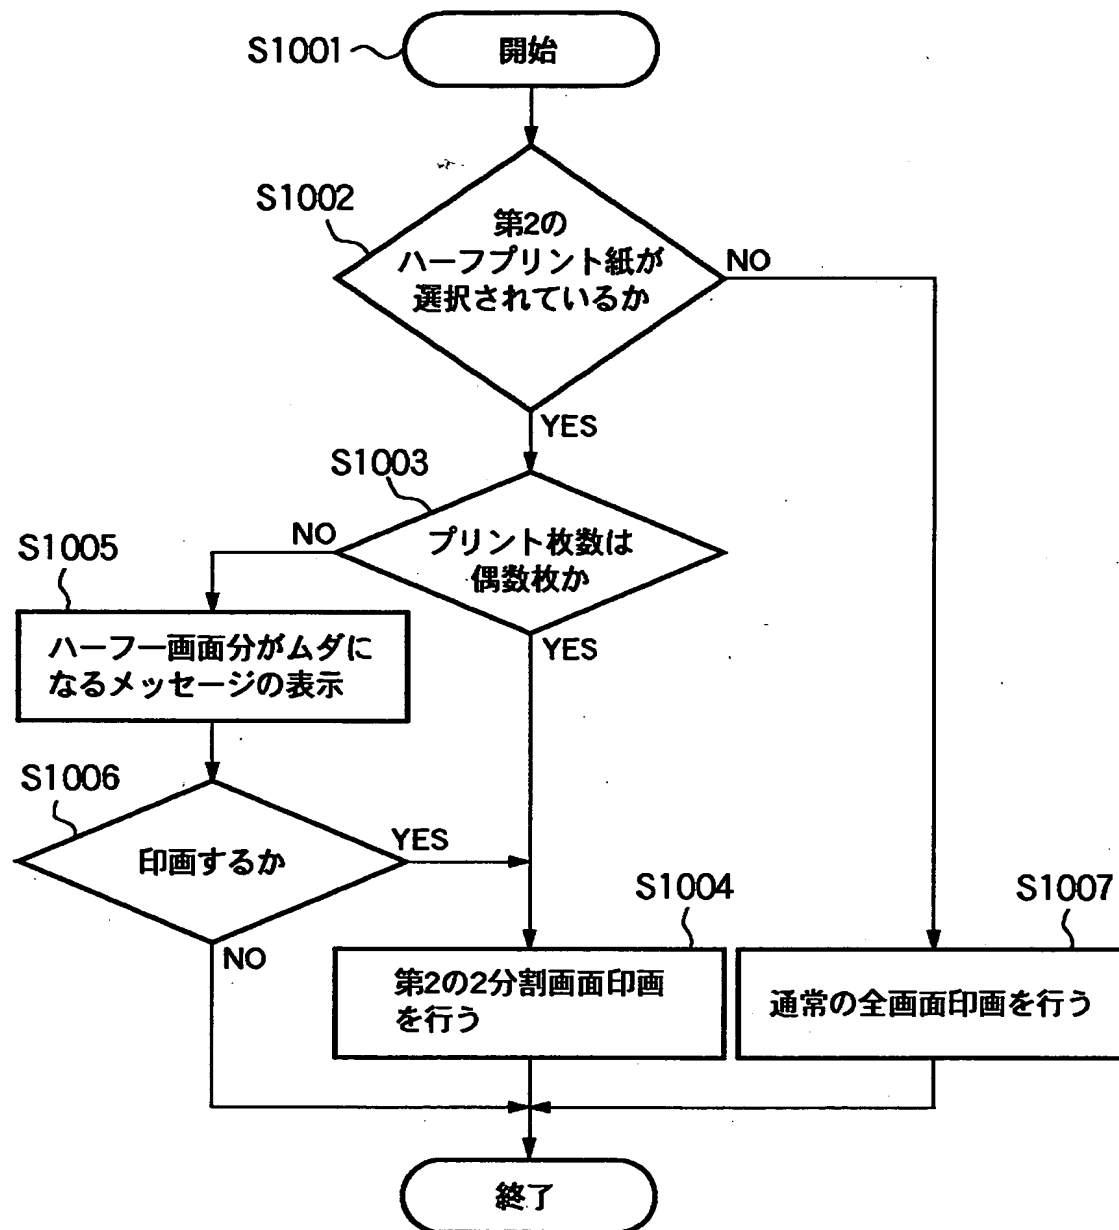 S1001
開始
S1002
第2の
ハーフプリント紙が
選択されているか
NO
YES
S1003
プリント枚数は
偶数枚か
NO
YES
S1005
ハーフ一画面分がムダに
なるメッセージの表示
S1006
印画するか
YES
NO
S1004
第2の2分割画面印画
を行う
S1007
通常の全画面印画を行う
終了